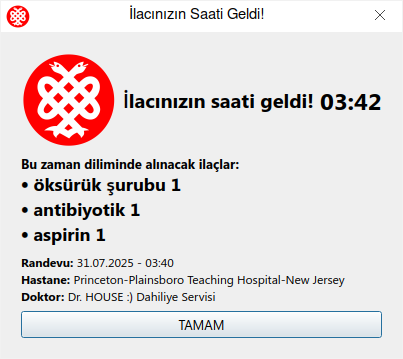 İlacınızın Saati Geldi!
İlacınızın saati geldi! 03:42
Bu zaman diliminde alınacak ilaçlar:
• öksürük şurubu 1
• antibiyotik 1
• aspirin 1
Randevu: 31.07.2025 - 03:40
Hastane: Princeton-Plainsboro Teaching Hospital-New Jersey
Doktor: Dr. HOUSE :) Dahiliye Servisi
TAMAM